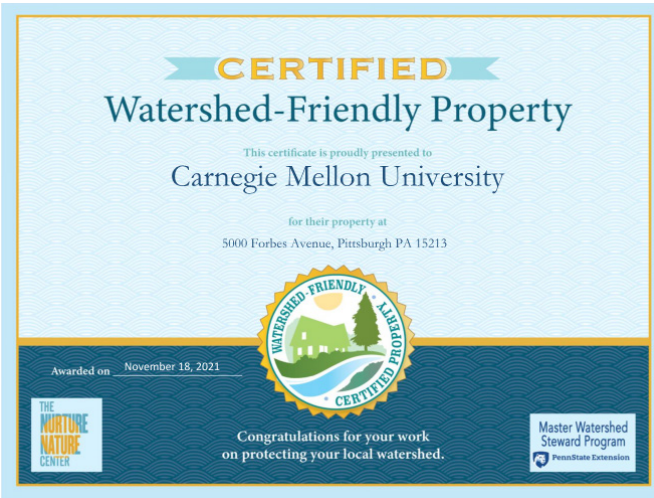 CERTIFIED
Watershed-Friendly Property
This certificate is proudly presented to
Carnegie Mellon University
for their property at
5000 Forbes Avenue, Pittsburgh PA 15213
WATERSHED-FRIENDLY
CERTIFIED PROPERTY
Awarded on November 18, 2021
THE
NURTURE
NATURE
CENTER
Congratulations for your work
on protecting your local watershed.
Master Watershed
Steward Program
PennState Extension